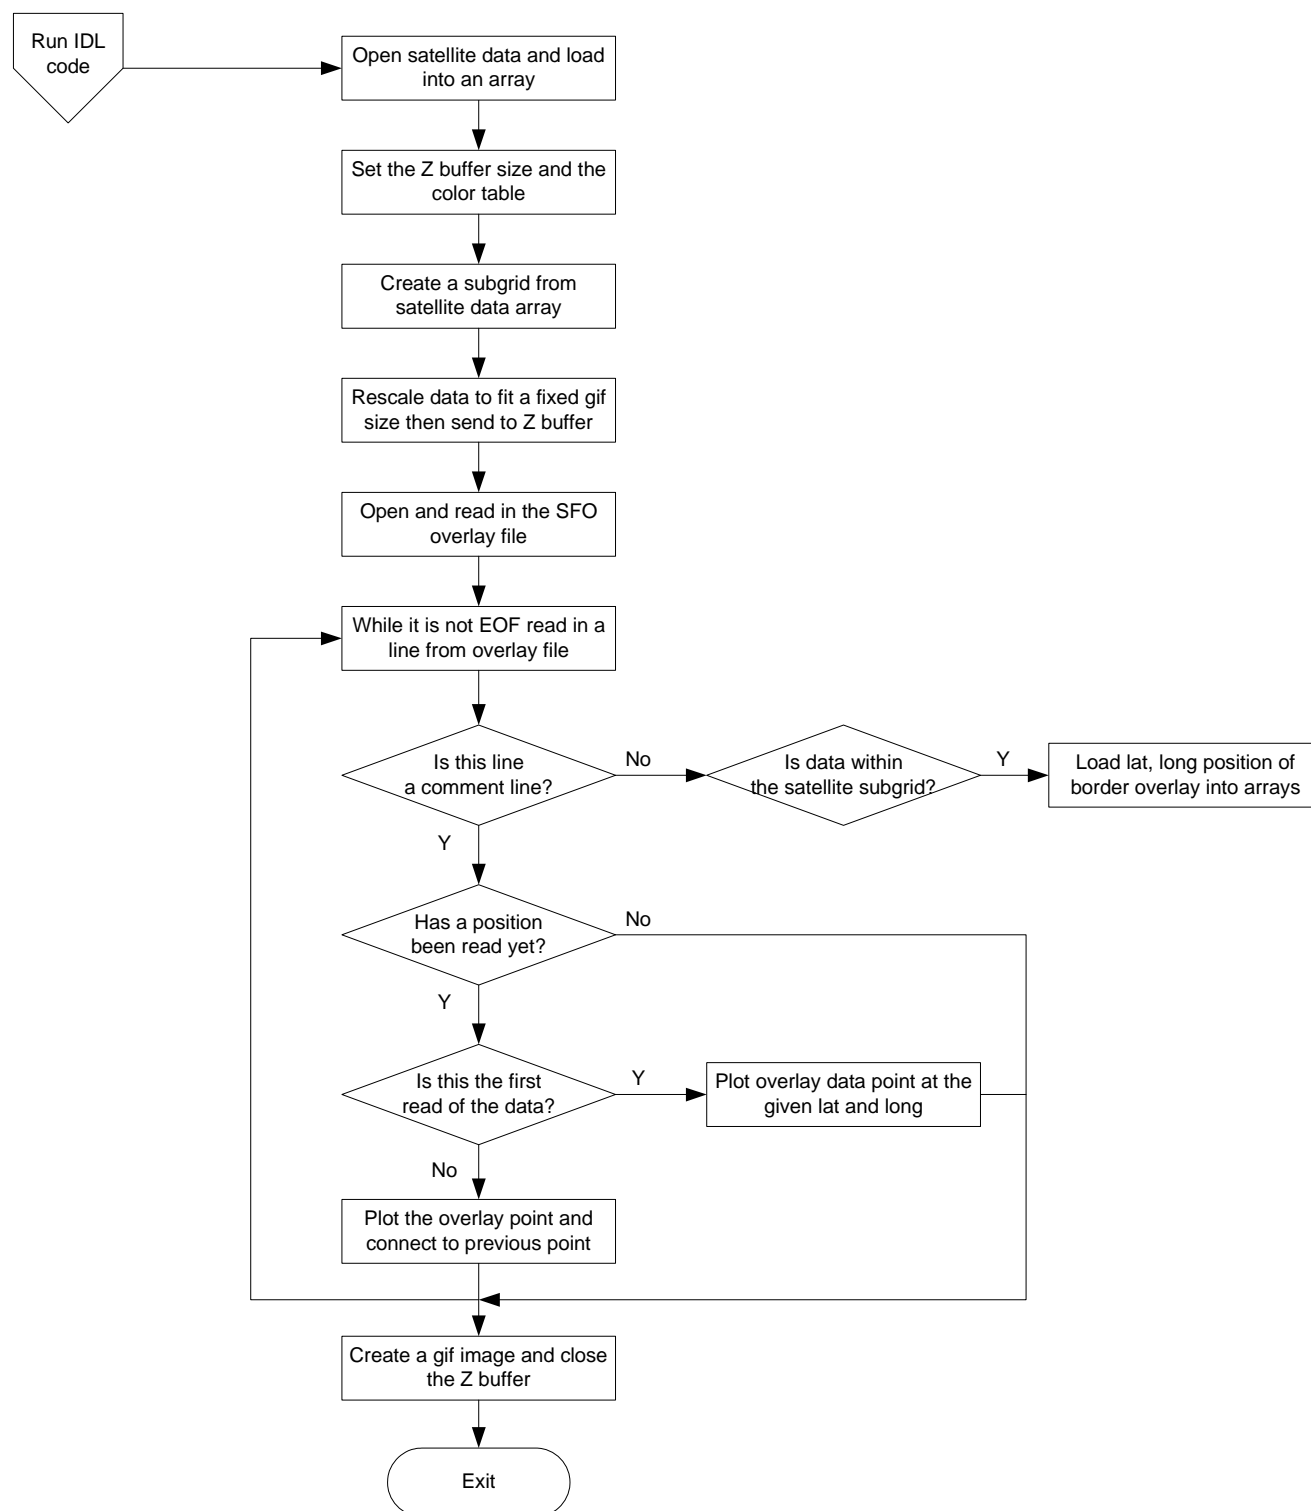 Run IDL
code
Open satellite data and load
into an array
Set the Z buffer size and the
color table
Create a subgrid from
satellite data array
Rescale data to fit a fixed gif
size then send to Z buffer
Open and read in the SFO
overlay file
While it is not EOF read in a
line from overlay file
Is this line
a comment line?
No
Is data within
the satellite subgrid?
Y
Load lat, long position of
border overlay into arrays
Y
Has a position
been read yet?
No
Y
Is this the first
read of the data?
Y
Plot overlay data point at the
given lat and long
No
Plot the overlay point and
connect to previous point
Create a gif image and close
the Z buffer
Exit